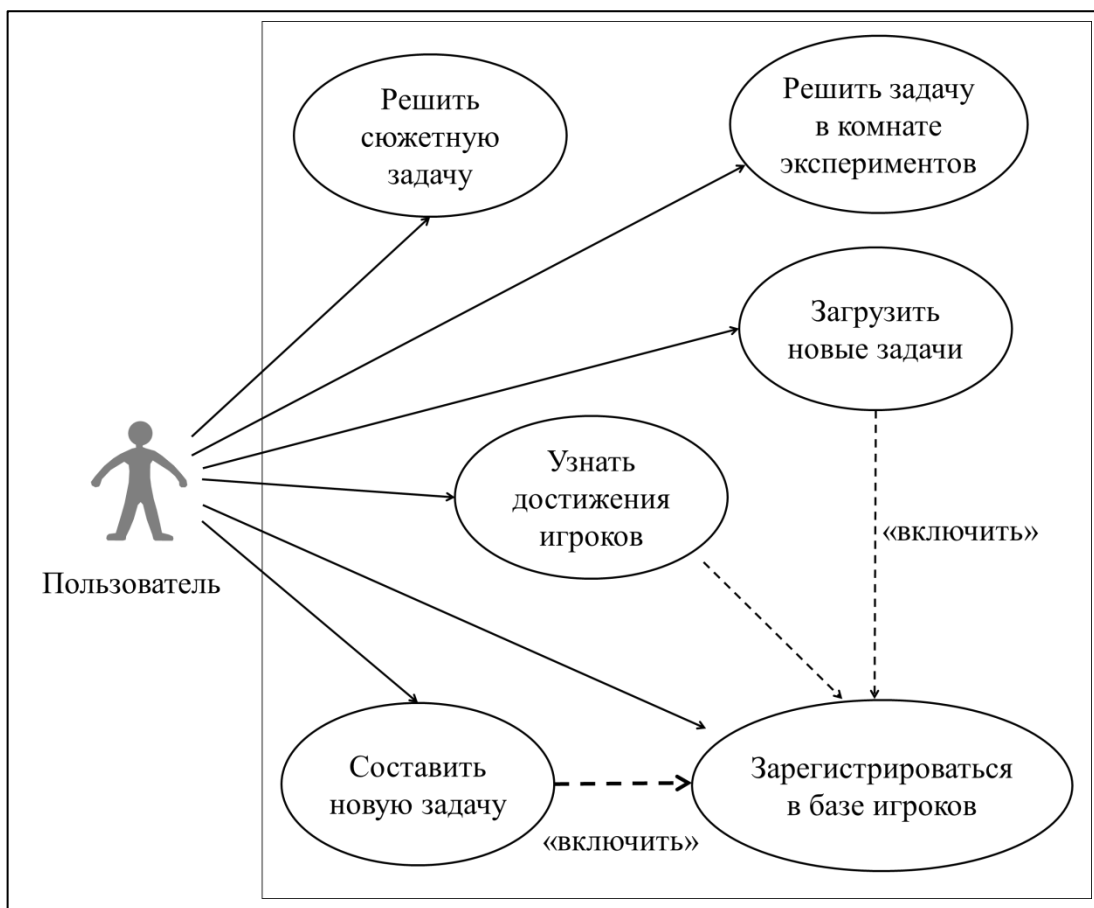 Решить
сюжетную
задачу
Решить задачу
в комнате
экспериментов
Загрузить
новые задачи
Узнать
достижения
игроков
«включить»
Пользователь
Составить
новую задачу
«включить»
Зарегистрироваться
в базе игроков